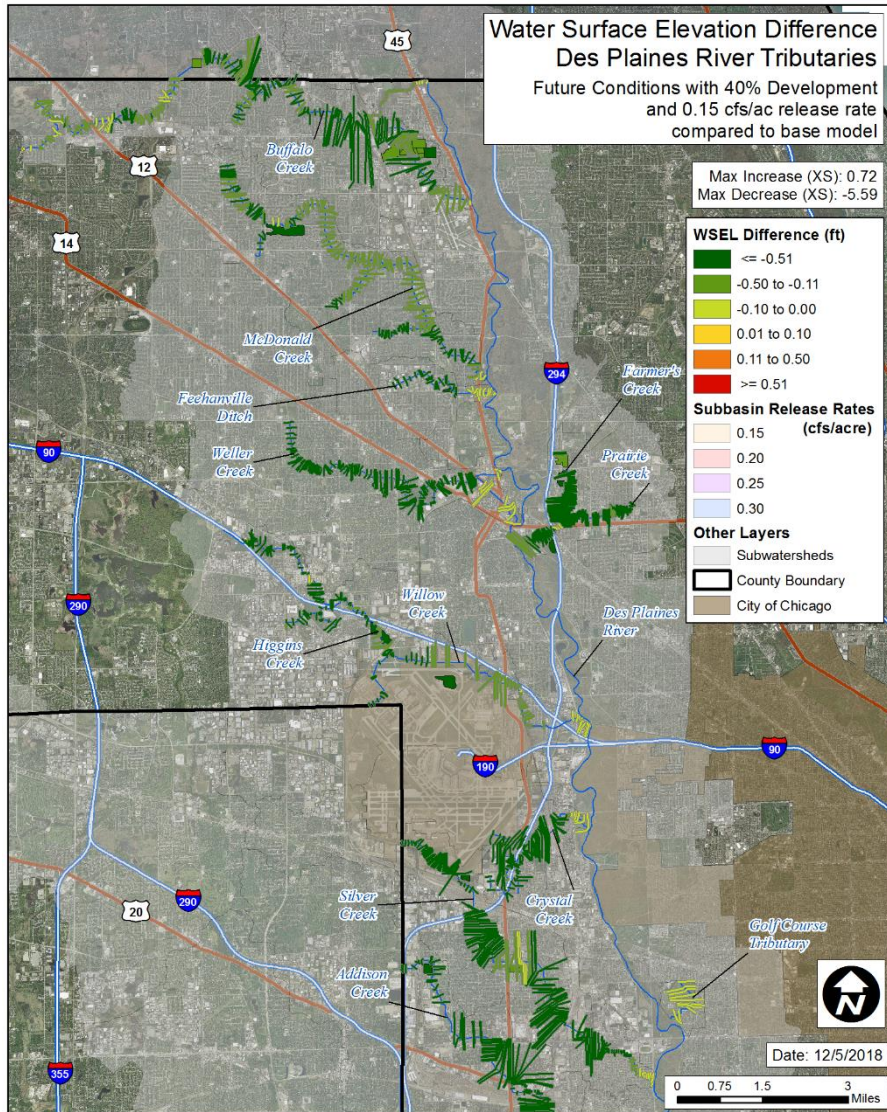 Water Surface Elevation Difference
Des Plaines River Tributaries
Future Conditions with 40% Development
and 0.15 cfs/ac release rate
compared to base model
Max Increase (XS): 0.72
Max Decrease (XS): -5.59
WSEL Difference (ft)
<= -0.51
-0.50 to -0.11
-0.10 to 0.00
0.01 to 0.10
0.11 to 0.50
>= 0.51
Subbasin Release Rates
(cfs/acre)
0.15
0.20
0.25
0.30
Other Layers
Subwatersheds
County Boundary
City of Chicago
45
12
14
Buffalo
Creek
McDonald
Creek
294
Farmer's
Creek
Feehanville
Ditch
90
Weller
Creek
Prairie
Creek
290
Willow
Creek
Des Plaines
River
Higgins
Creek
190
90
290
20
Silver
Creek
Crystal
Creek
Golf Course
Tributary
Addison
Creek
355
N
Date: 12/5/2018
0 0.75 1.5 3
Miles